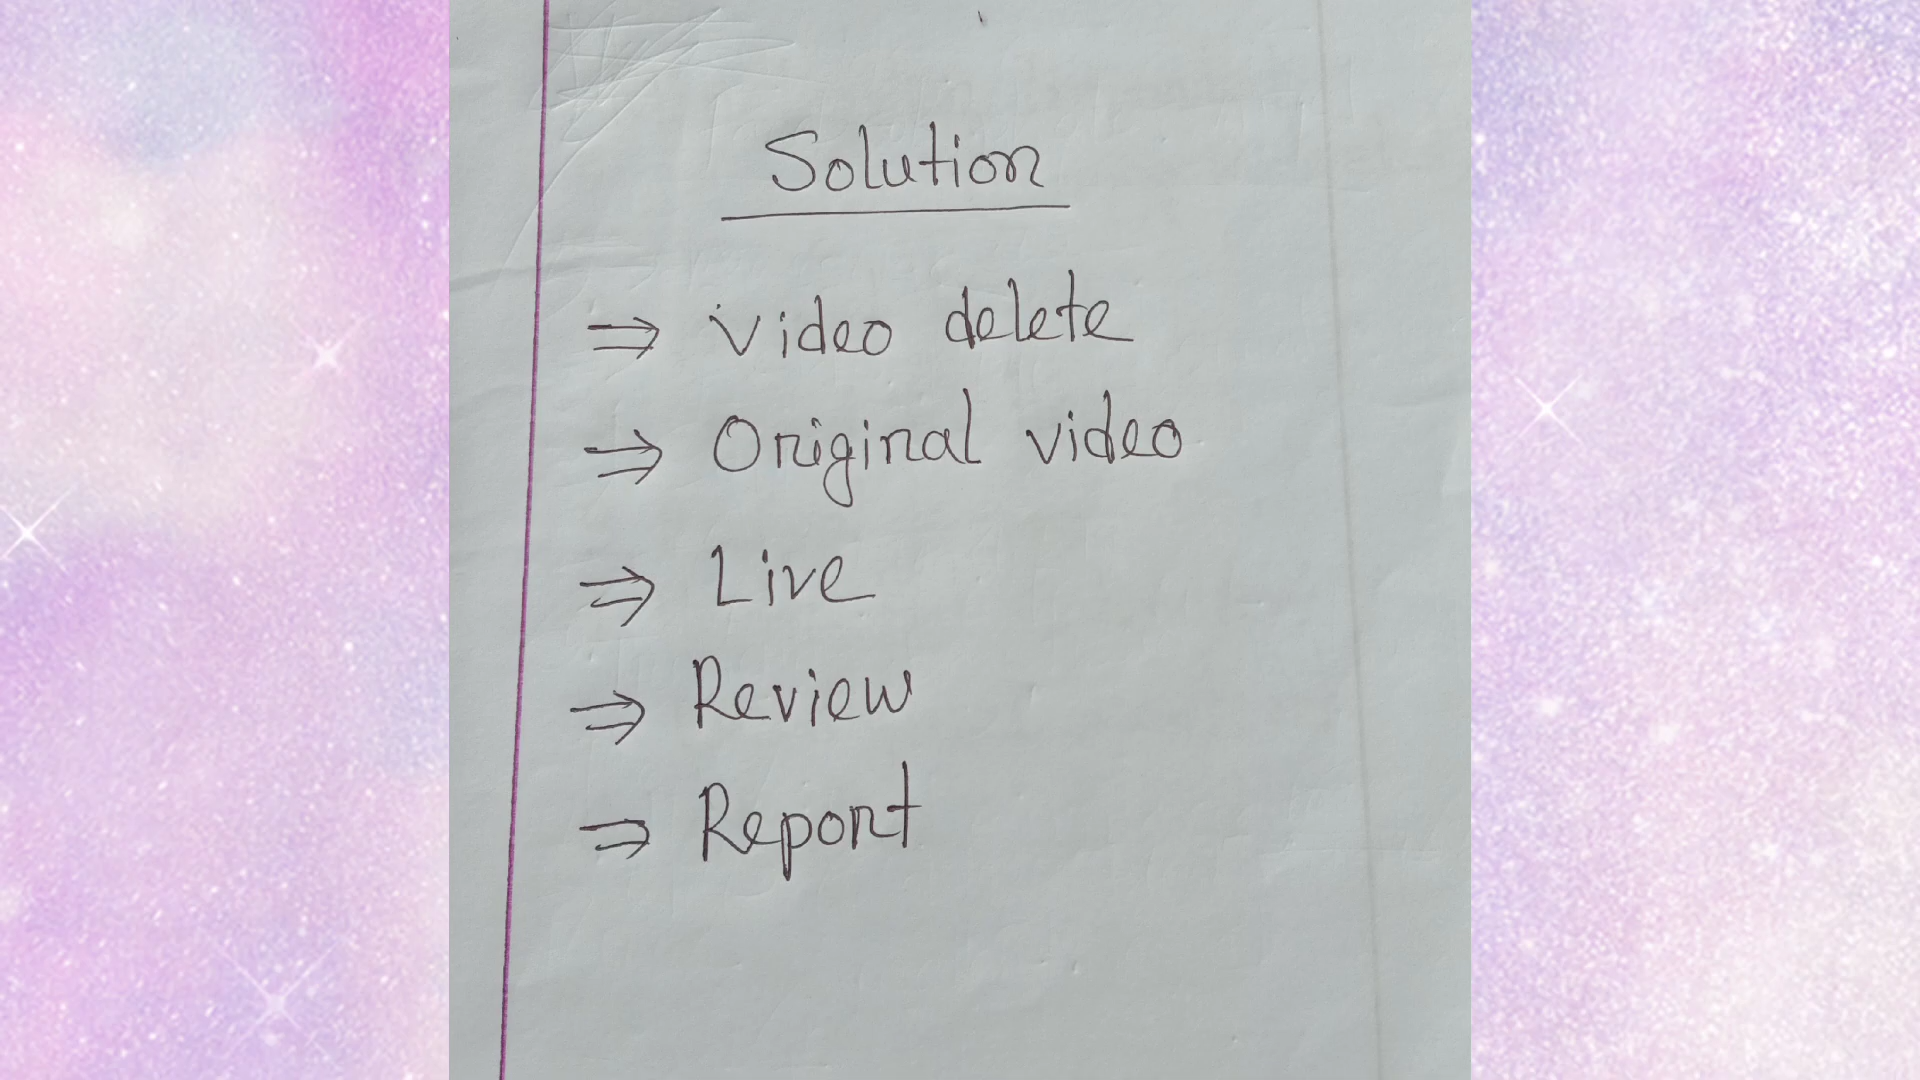 Solution
⇒ video delete
⇒ Original video
⇒ Live
⇒ Review
⇒ Report